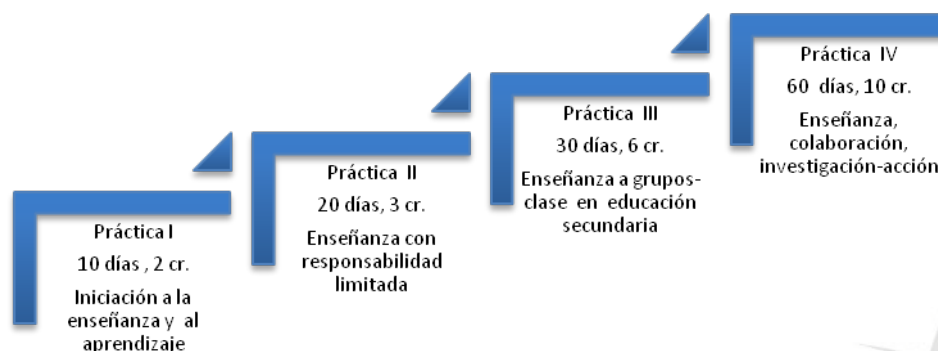 Práctica I
10 días , 2 cr.
Iniciación a la
enseñanza y al
aprendizaje
Práctica II
20 días, 3 cr.
Enseñanza con
responsabilidad
limitada
Práctica III
30 días, 6 cr.
Enseñanza a grupos-
clase en educación
secundaria
Práctica IV
60 días, 10 cr.
Enseñanza,
colaboración,
investigación-acción